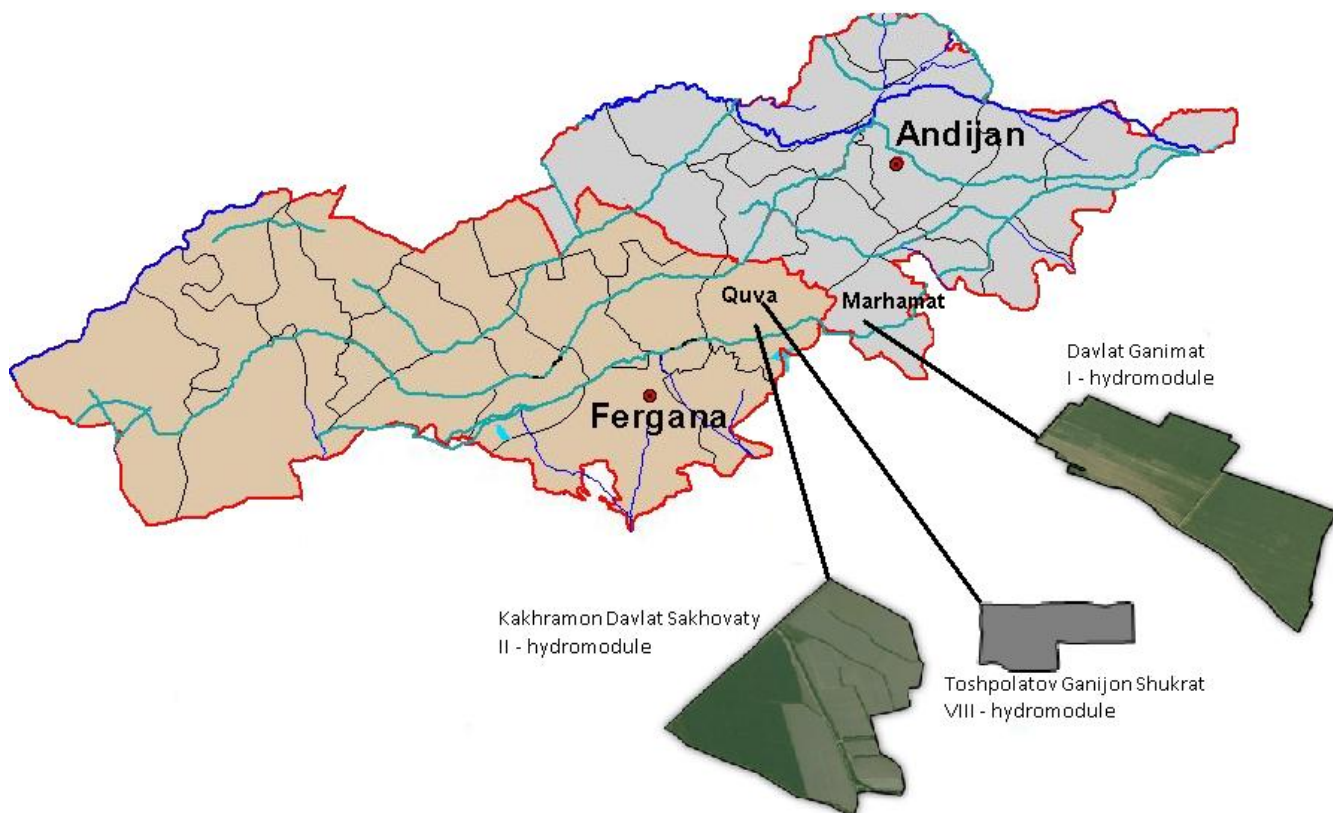 Andijan
Quva
Marhamat
Fergana
Davlat Ganimat
I - hydromodule
Kakhramon Davlat Sakhovaty
II - hydromodule
Toshpolatov Ganijon Shukrat
VIII - hydromodule